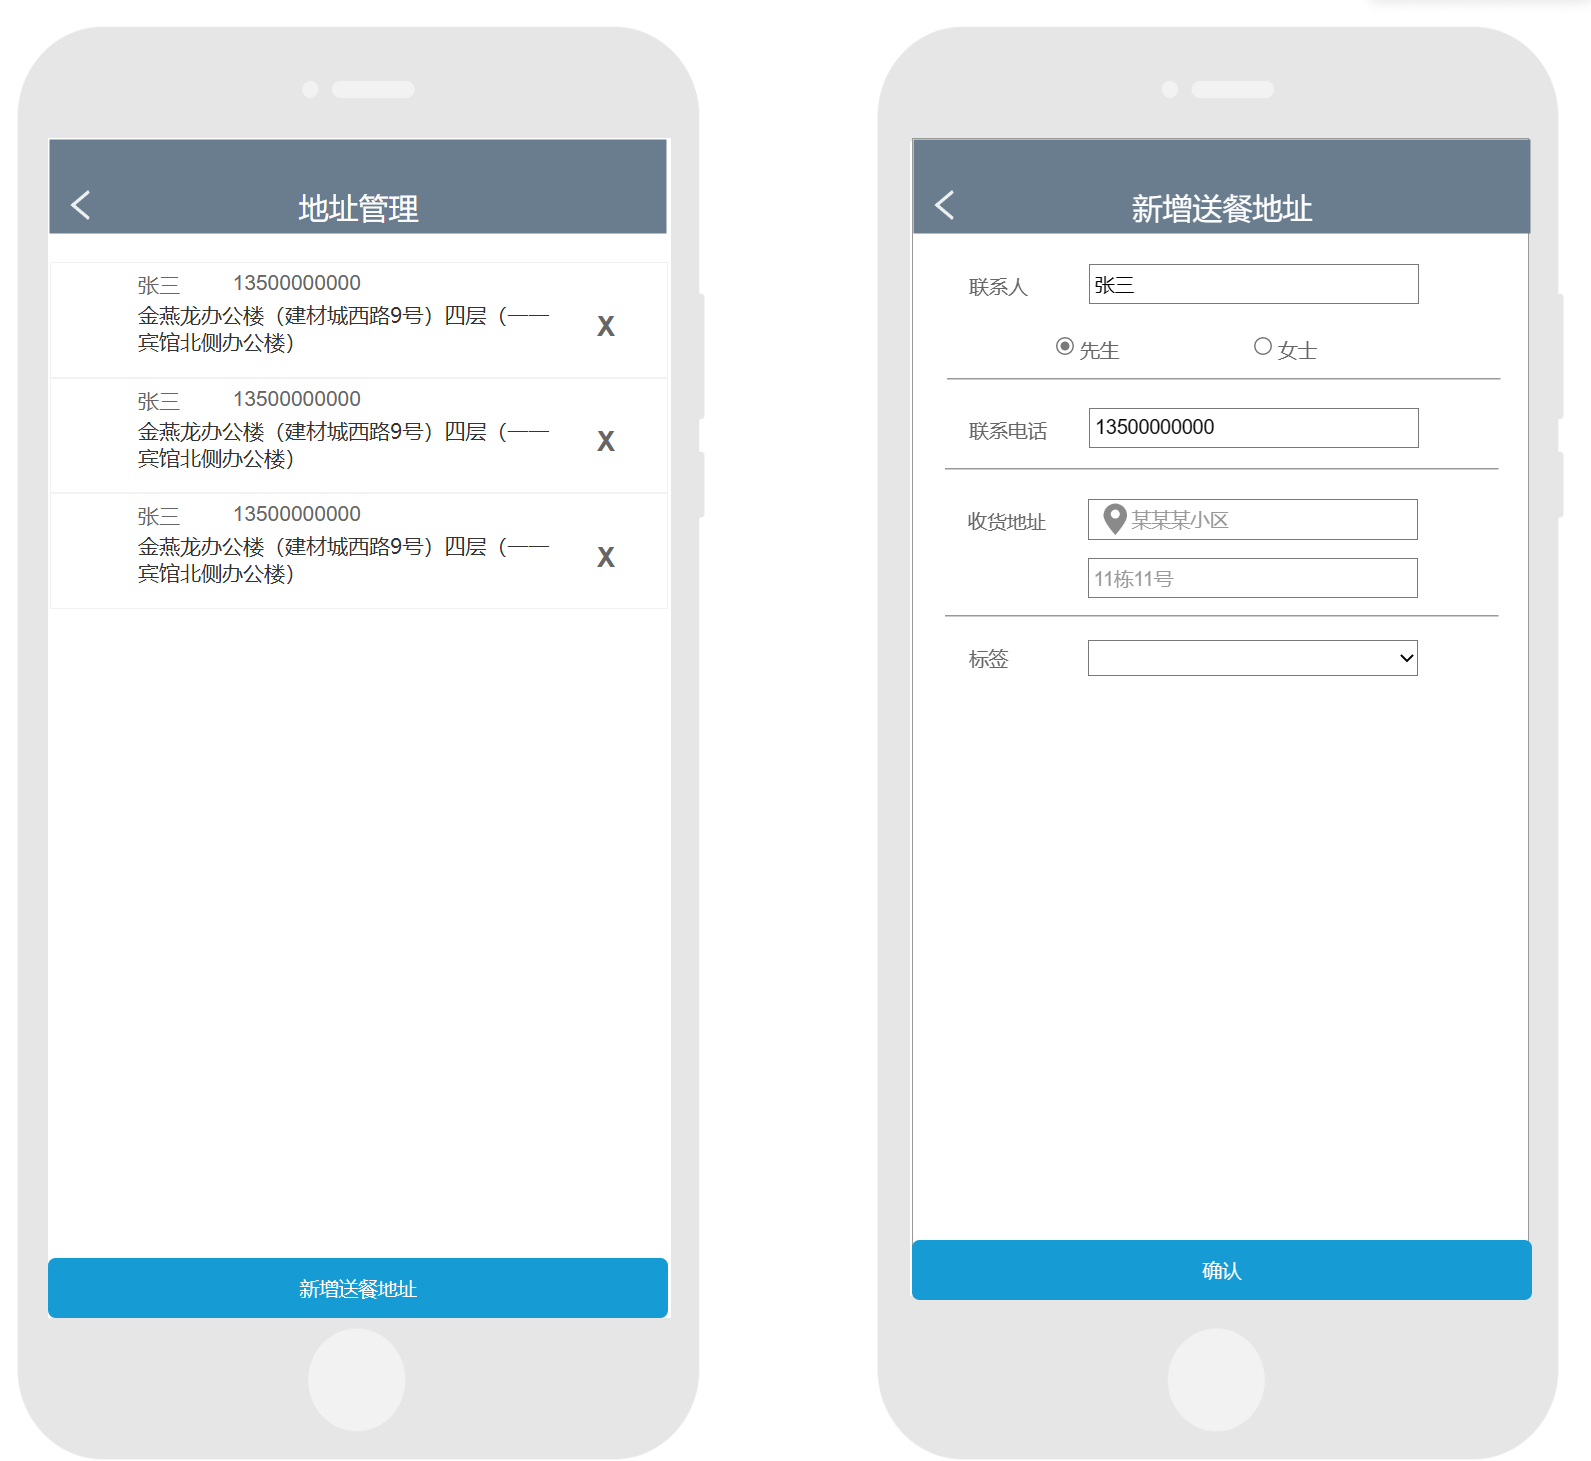 地址管理
张三 13500000000
金燕龙办公楼（建材城西路9号）四层（一一
宾馆北侧办公楼）
X
张三 13500000000
金燕龙办公楼（建材城西路9号）四层（一一
宾馆北侧办公楼）
X
张三 13500000000
金燕龙办公楼（建材城西路9号）四层（一一
宾馆北侧办公楼）
X
新增送餐地址
新增送餐地址
联系人 张三
先生 女士
联系电话 13500000000
收货地址 某某某小区
11栋11号
标签
确认